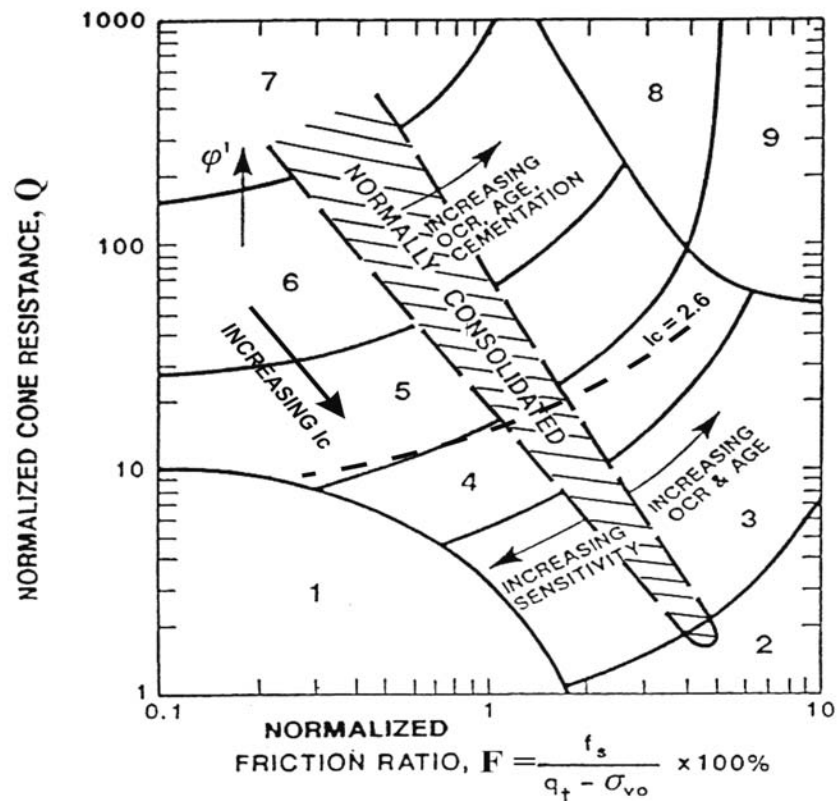 1000
100
10
1
NORMALIZED CONE RESISTANCE, Q
7
8
9
φ'
NORMALLY CONSOLIDATED
INCREASING
OCR, AGE,
CEMENTATION
6
INCREASING Ic
5
Ic = 2.6
4
INCREASING
OCR & AGE
3
INCREASING
SENSITIVITY
1
2
0.1
1
10
NORMALIZED
FRICTION RATIO, F = fs / (qt - σvo) x 100%